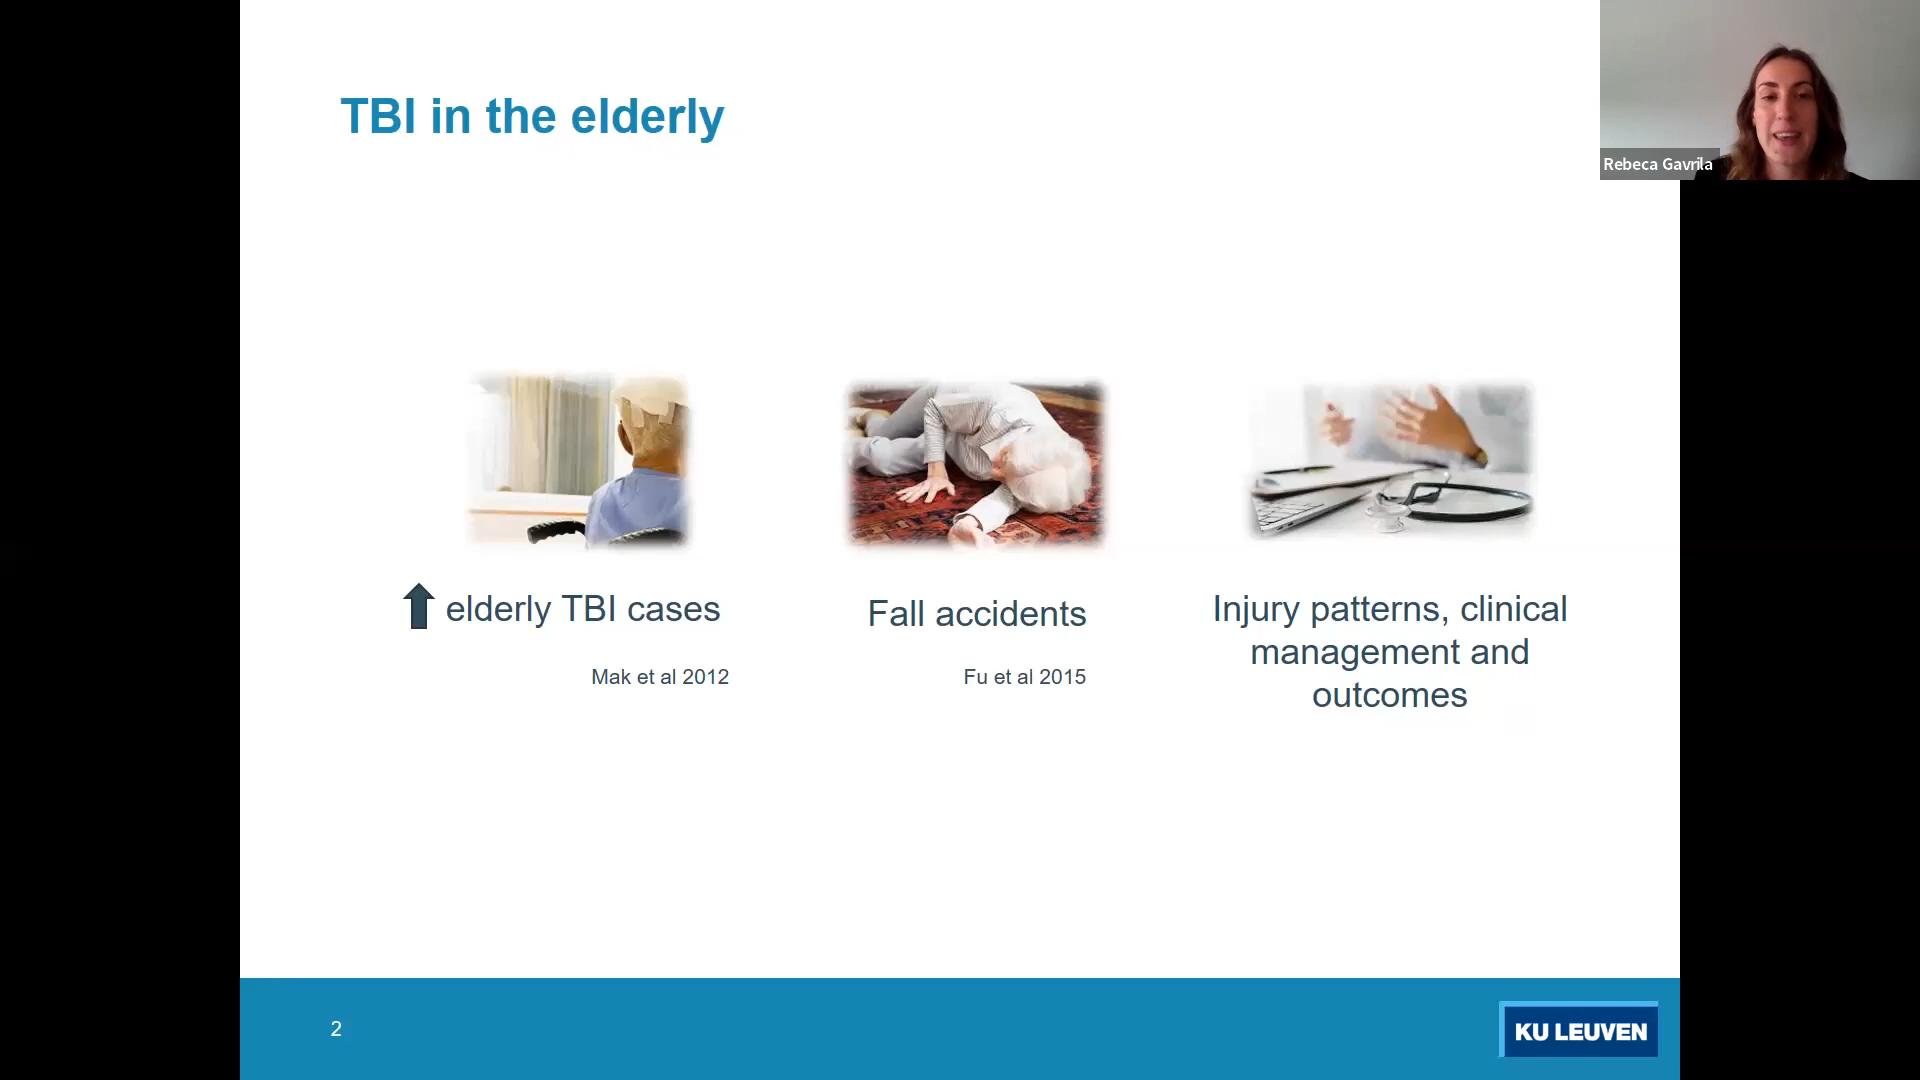 TBI in the elderly
Rebeca Gavrila
elderly TBI cases
Mak et al 2012
Fall accidents
Fu et al 2015
Injury patterns, clinical
management and
outcomes
2
KU LEUVEN